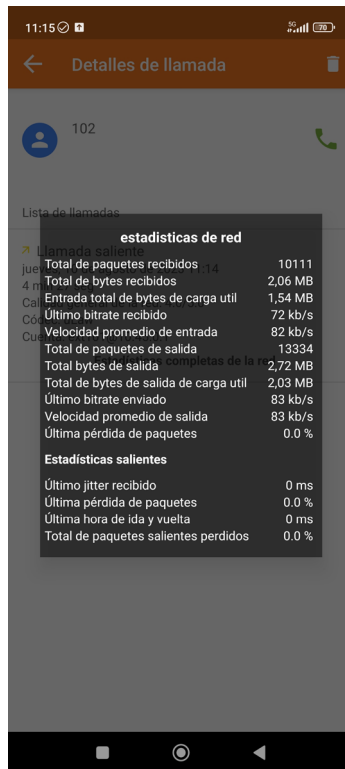 11:15 5G 70
Detalles de llamada
102
Lista de llamadas
Llamada saliente
estadisticas de red
Total de paquetes recibidos 10111
Total de bytes recibidos 2,06 MB
Entrada total de bytes de carga util 1,54 MB
Último bitrate recibido 72 kb/s
Velocidad promedio de entrada 82 kb/s
Total de paquetes de salida 13334
Total bytes de salida 2,72 MB
Total de bytes de salida de carga util 2,03 MB
Último bitrate enviado 83 kb/s
Velocidad promedio de salida 83 kb/s
Última pérdida de paquetes 0.0 %
Estadísticas salientes
Último jitter recibido 0 ms
Última pérdida de paquetes 0.0 %
Última hora de ida y vuelta 0 ms
Total de paquetes salientes perdidos 0.0 %